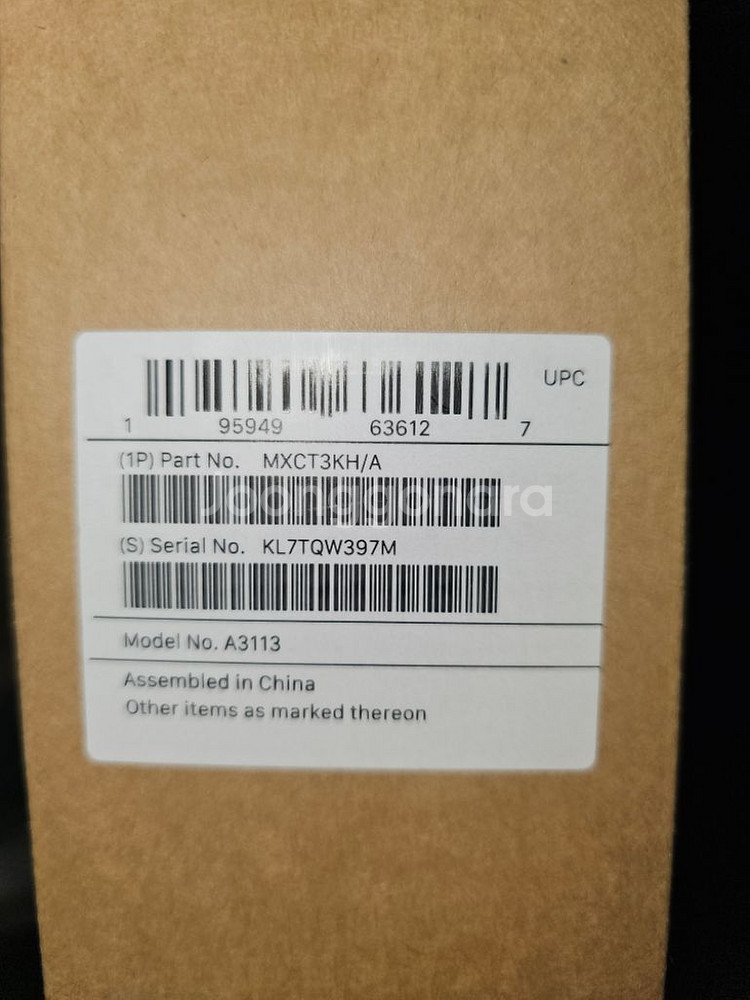 UPC
1 95949 63612 7
(1P) Part No. MXCT3KH/A
Joonggonara
(S) Serial No. KL7TQW397M
Model No. A3113
Assembled in China
Other items as marked thereon